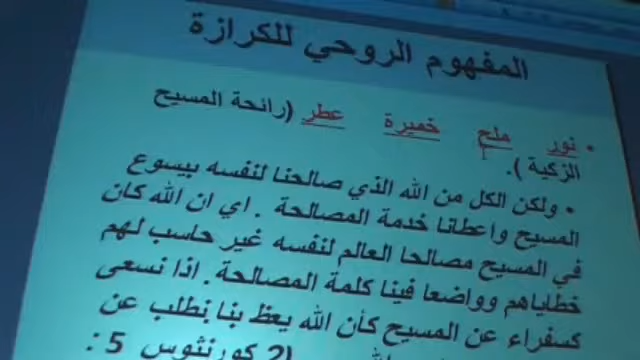 المفهوم الروحي للكرازة
• نور ملح خميرة عطر (رائحة المسيح
الزكية ).
• ولكن الكل من الله الذي صالحنا لنفسه بيسوع
المسيح واعطانا خدمة المصالحة . اي ان الله كان
في المسيح مصالحا العالم لنفسه غير حاسب لهم
خطاياهم وواضعا فينا كلمة المصالحة . اذا نسعى
كسفراء عن المسيح كأن الله يعظ بنا نطلب عن
(2 كورنثوس 5 :